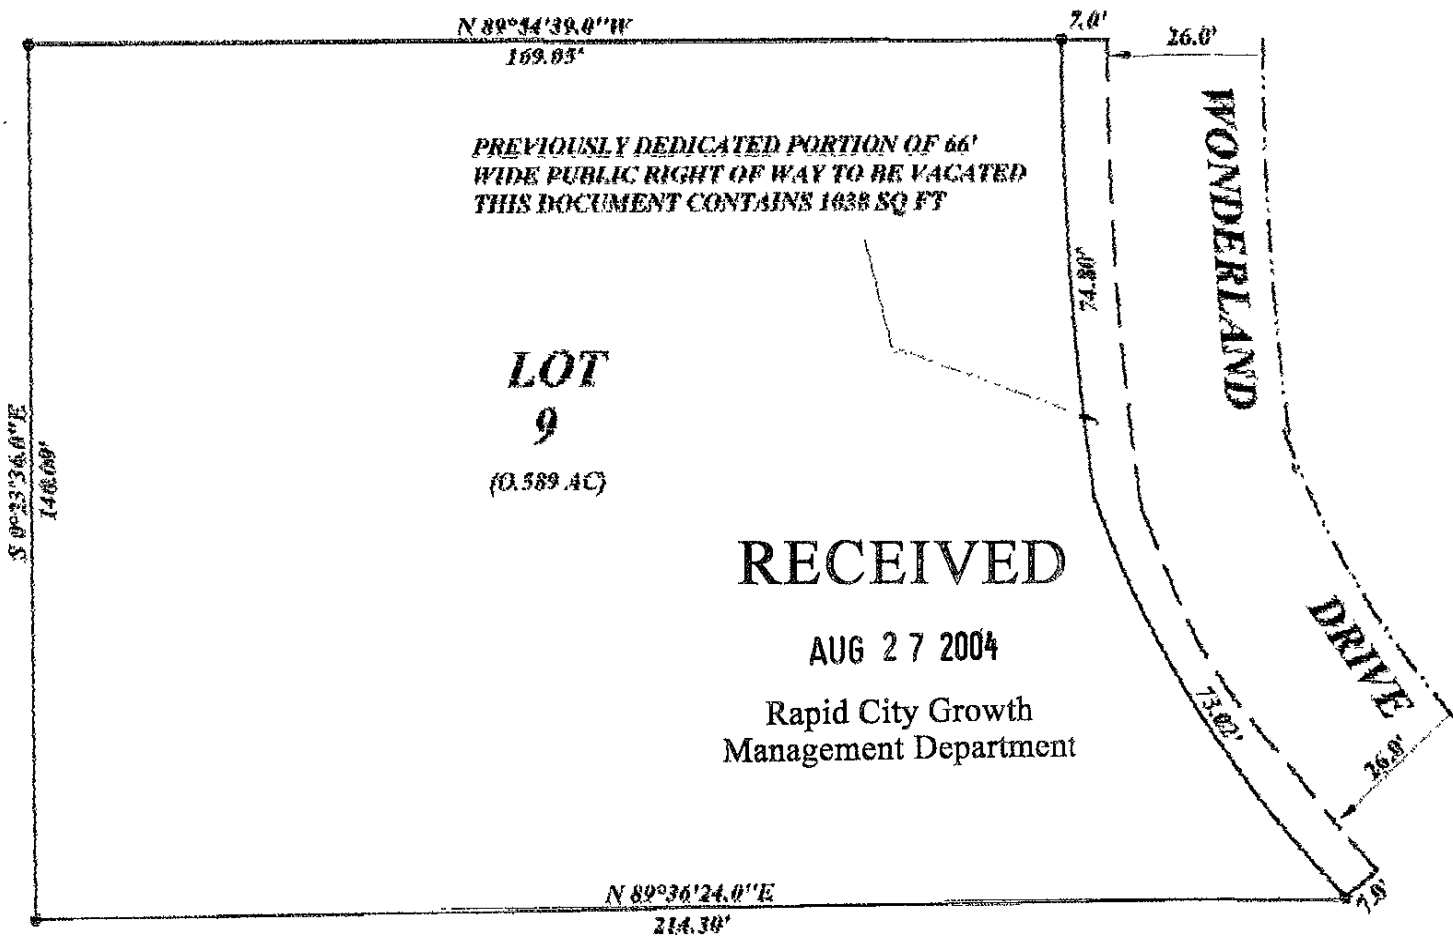 N 89°54'39.0"W
169.05'
7.0'
26.0'
PREVIOUSLY DEDICATED PORTION OF 66'
WIDE PUBLIC RIGHT OF WAY TO BE VACATED
THIS DOCUMENT CONTAINS 1038 SQ FT
WONDERLAND
74.80'
LOT
9
(0.589 AC)
S 0°23'36.0"E
140.09'
RECEIVED
AUG 27 2004
Rapid City Growth
Management Department
DRIVE
73.02'
26.0'
N 89°36'24.0"E
214.30'
7.0'